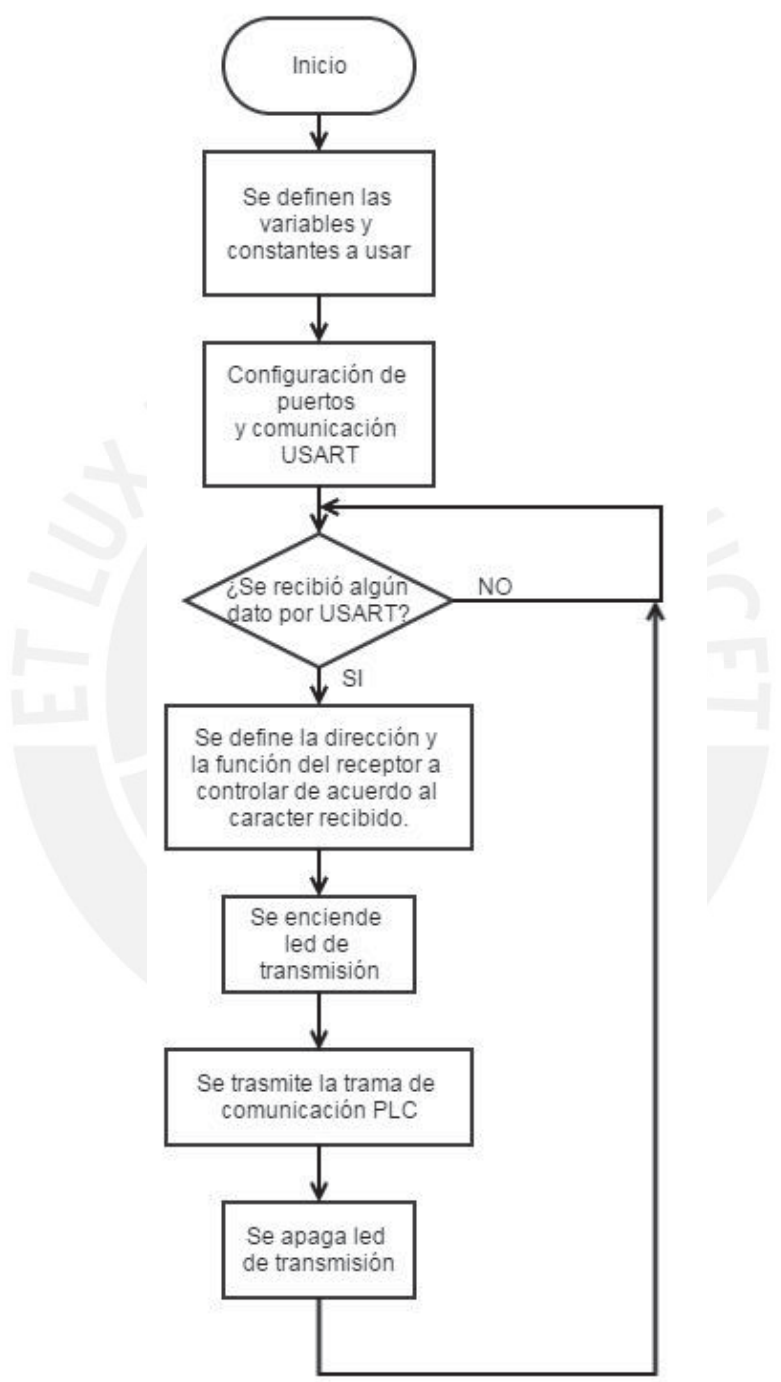 Inicio
Se definen las
variables y
constantes a usar
Configuración de
puertos
y comunicación
USART
¿Se recibió algún
dato por USART?
NO
SI
Se define la dirección y
la función del receptor a
controlar de acuerdo al
caracter recibido.
Se enciende
led de
transmisión
Se trasmite la trama de
comunicación PLC
Se apaga led
de transmisión
ET LUX